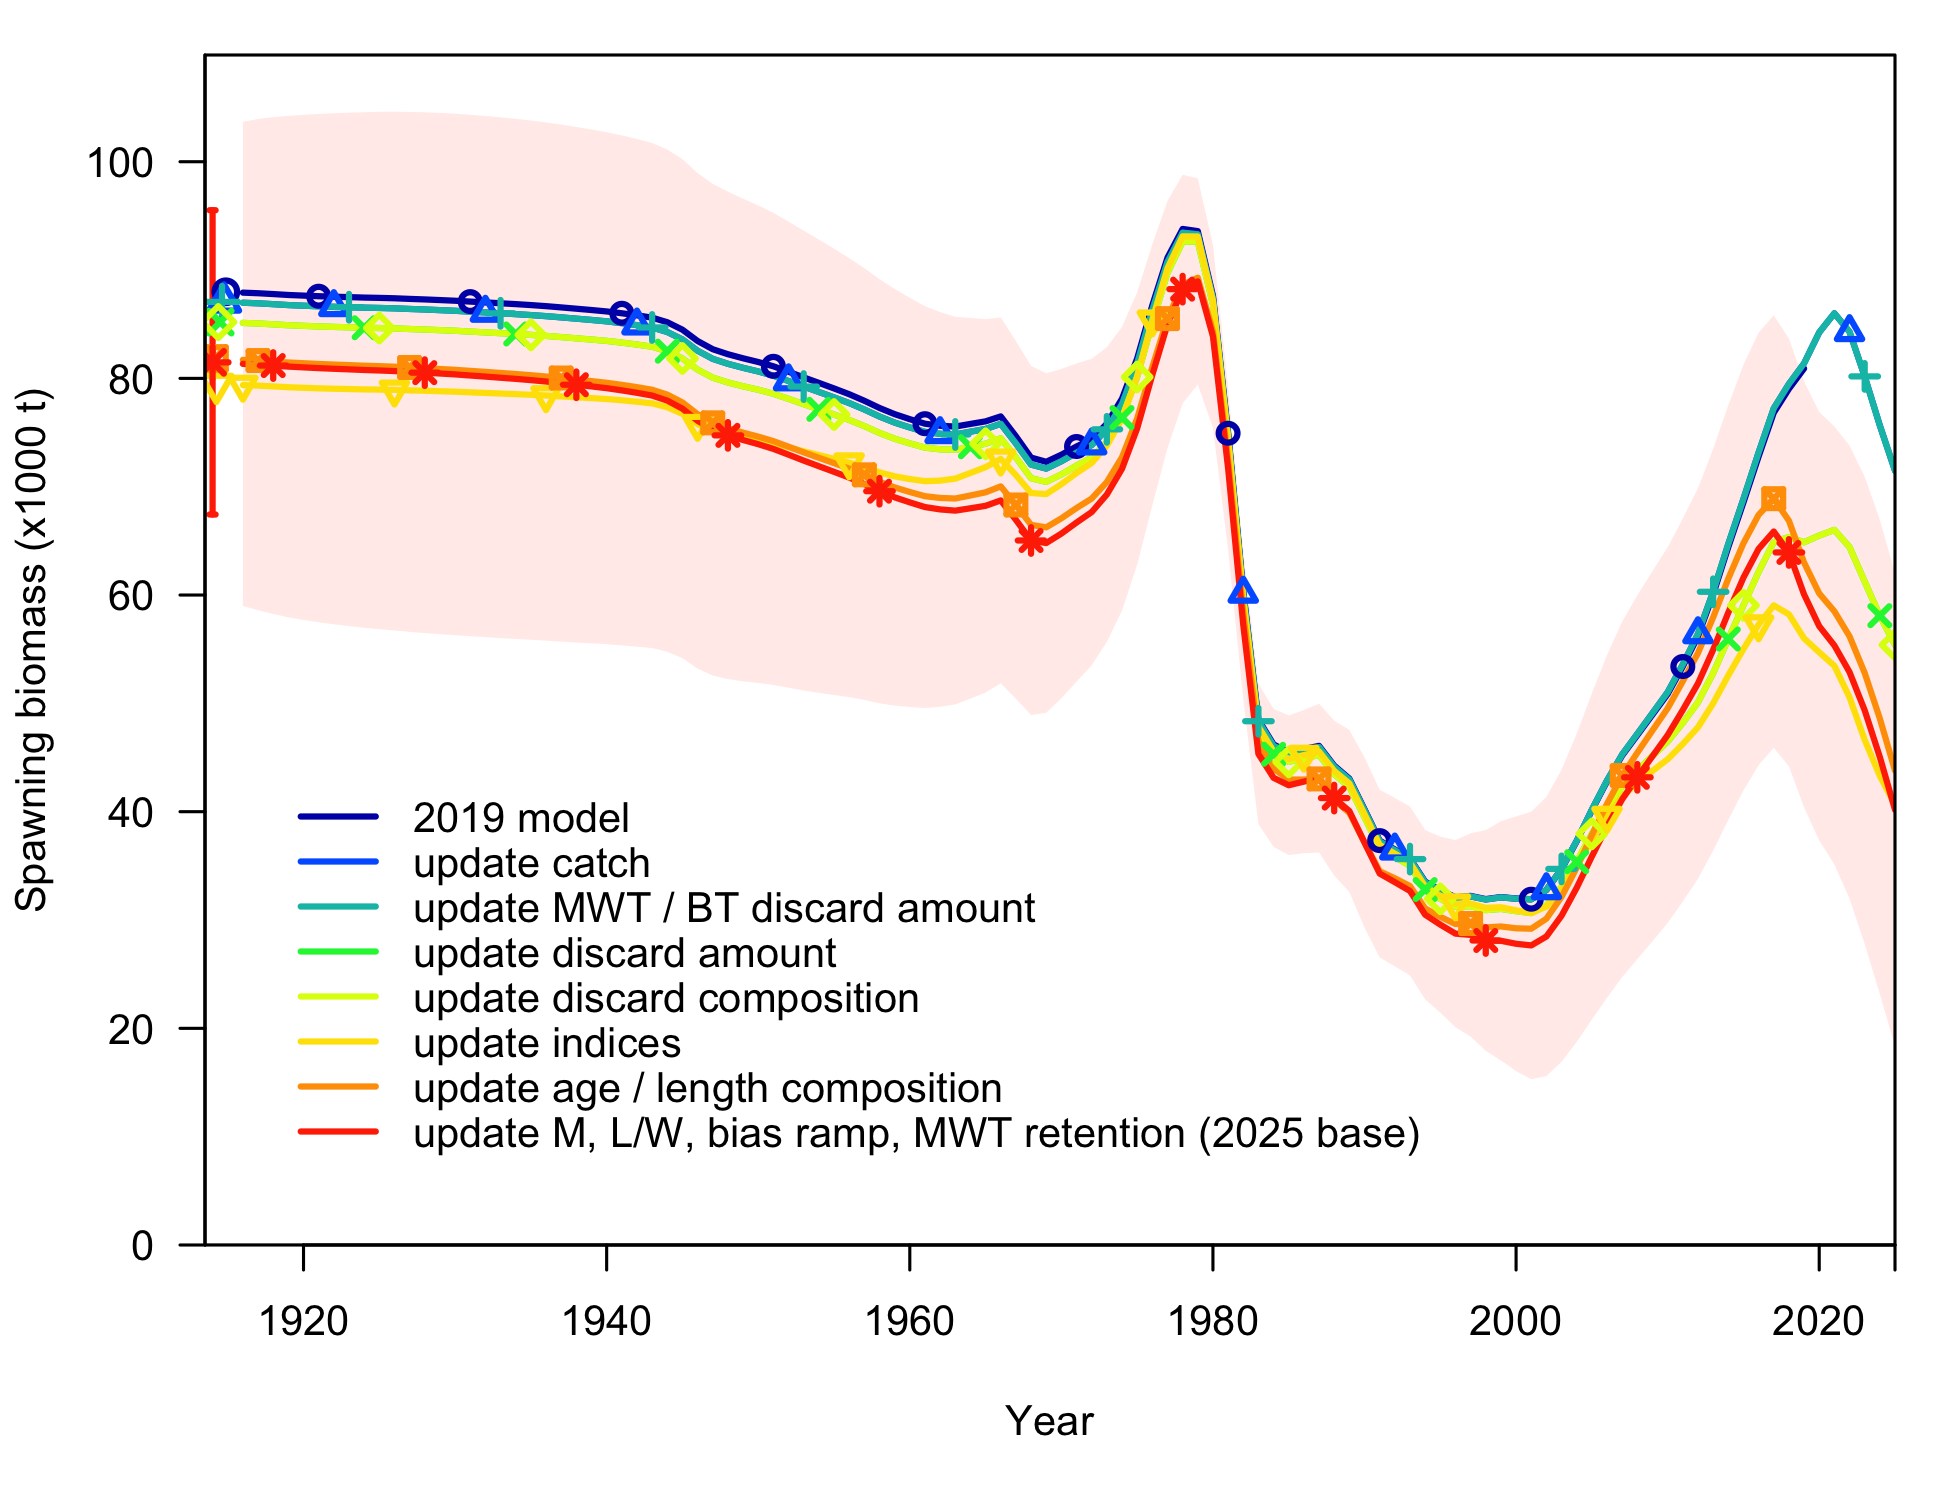 Spawning biomass (x1000 t)
100
80
60
40
20
0
2019 model
update catch
update MWT / BT discard amount
update discard amount
update discard composition
update indices
update age / length composition
update M, L/W, bias ramp, MWT retention (2025 base)
1920 1940 1960 1980 2000 2020
Year